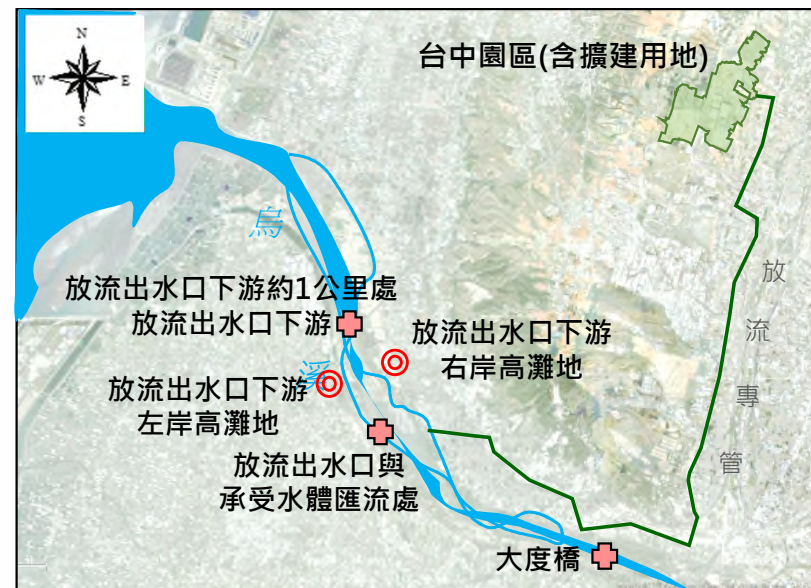 N
W
E
S
台中園區(含擴建用地)
烏
溪
放流出水口下游約1公里處
放流出水口下游
放流出水口下游
右岸高灘地
放流出水口下游
左岸高灘地
放流出水口與
承受水體匯流處
大度橋
放
流
專
管